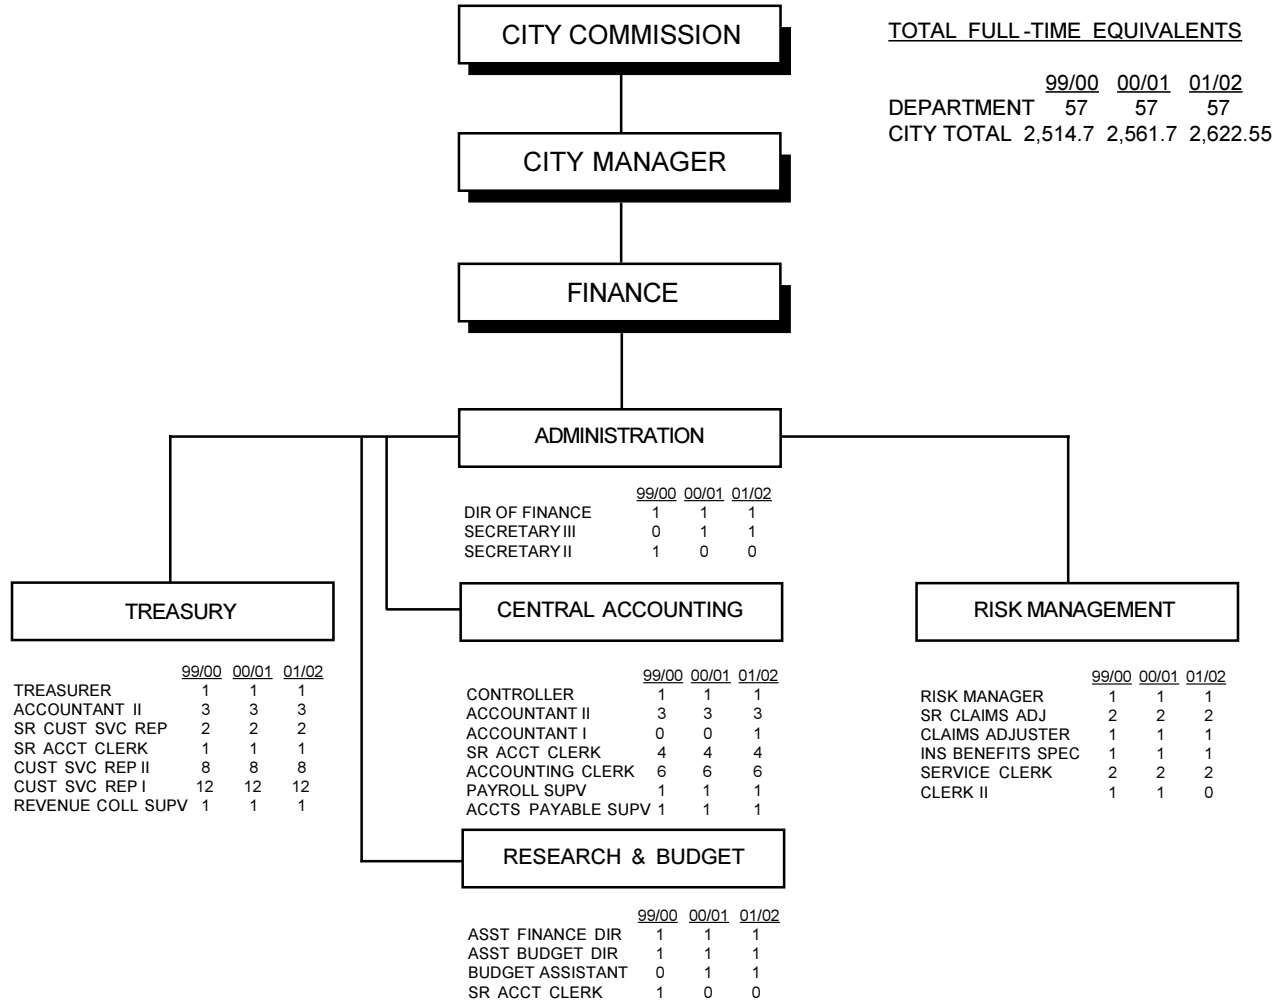 CITY COMMISSION
TOTAL FULL-TIME EQUIVALENTS
99/00 00/01 01/02
DEPARTMENT 57 57 57
CITY TOTAL 2,514.7 2,561.7 2,622.55
CITY MANAGER
FINANCE
ADMINISTRATION
99/00 00/01 01/02
DIR OF FINANCE 1 1 1
SECRETARY III 0 1 1
SECRETARY II 1 0 0
TREASURY
99/00 00/01 01/02
TREASURER 1 1 1
ACCOUNTANT II 3 3 3
SR CUST SVC REP 2 2 2
SR ACCT CLERK 1 1 1
CUST SVC REP II 8 8 8
CUST SVC REP I 12 12 12
REVENUE COLL SUPV 1 1 1
CENTRAL ACCOUNTING
99/00 00/01 01/02
CONTROLLER 1 1 1
ACCOUNTANT II 3 3 3
ACCOUNTANT I 0 0 1
SR ACCT CLERK 4 4 4
ACCOUNTING CLERK 6 6 6
PAYROLL SUPV 1 1 1
ACCTS PAYABLE SUPV 1 1 1
RISK MANAGEMENT
99/00 00/01 01/02
RISK MANAGER 1 1 1
SR CLAIMS ADJ 2 2 2
CLAIMS ADJUSTER 1 1 1
INS BENEFITS SPEC 1 1 1
SERVICE CLERK 2 2 2
CLERK II 1 1 0
RESEARCH & BUDGET
99/00 00/01 01/02
ASST FINANCE DIR 1 1 1
ASST BUDGET DIR 1 1 1
BUDGET ASSISTANT 0 1 1
SR ACCT CLERK 1 0 0